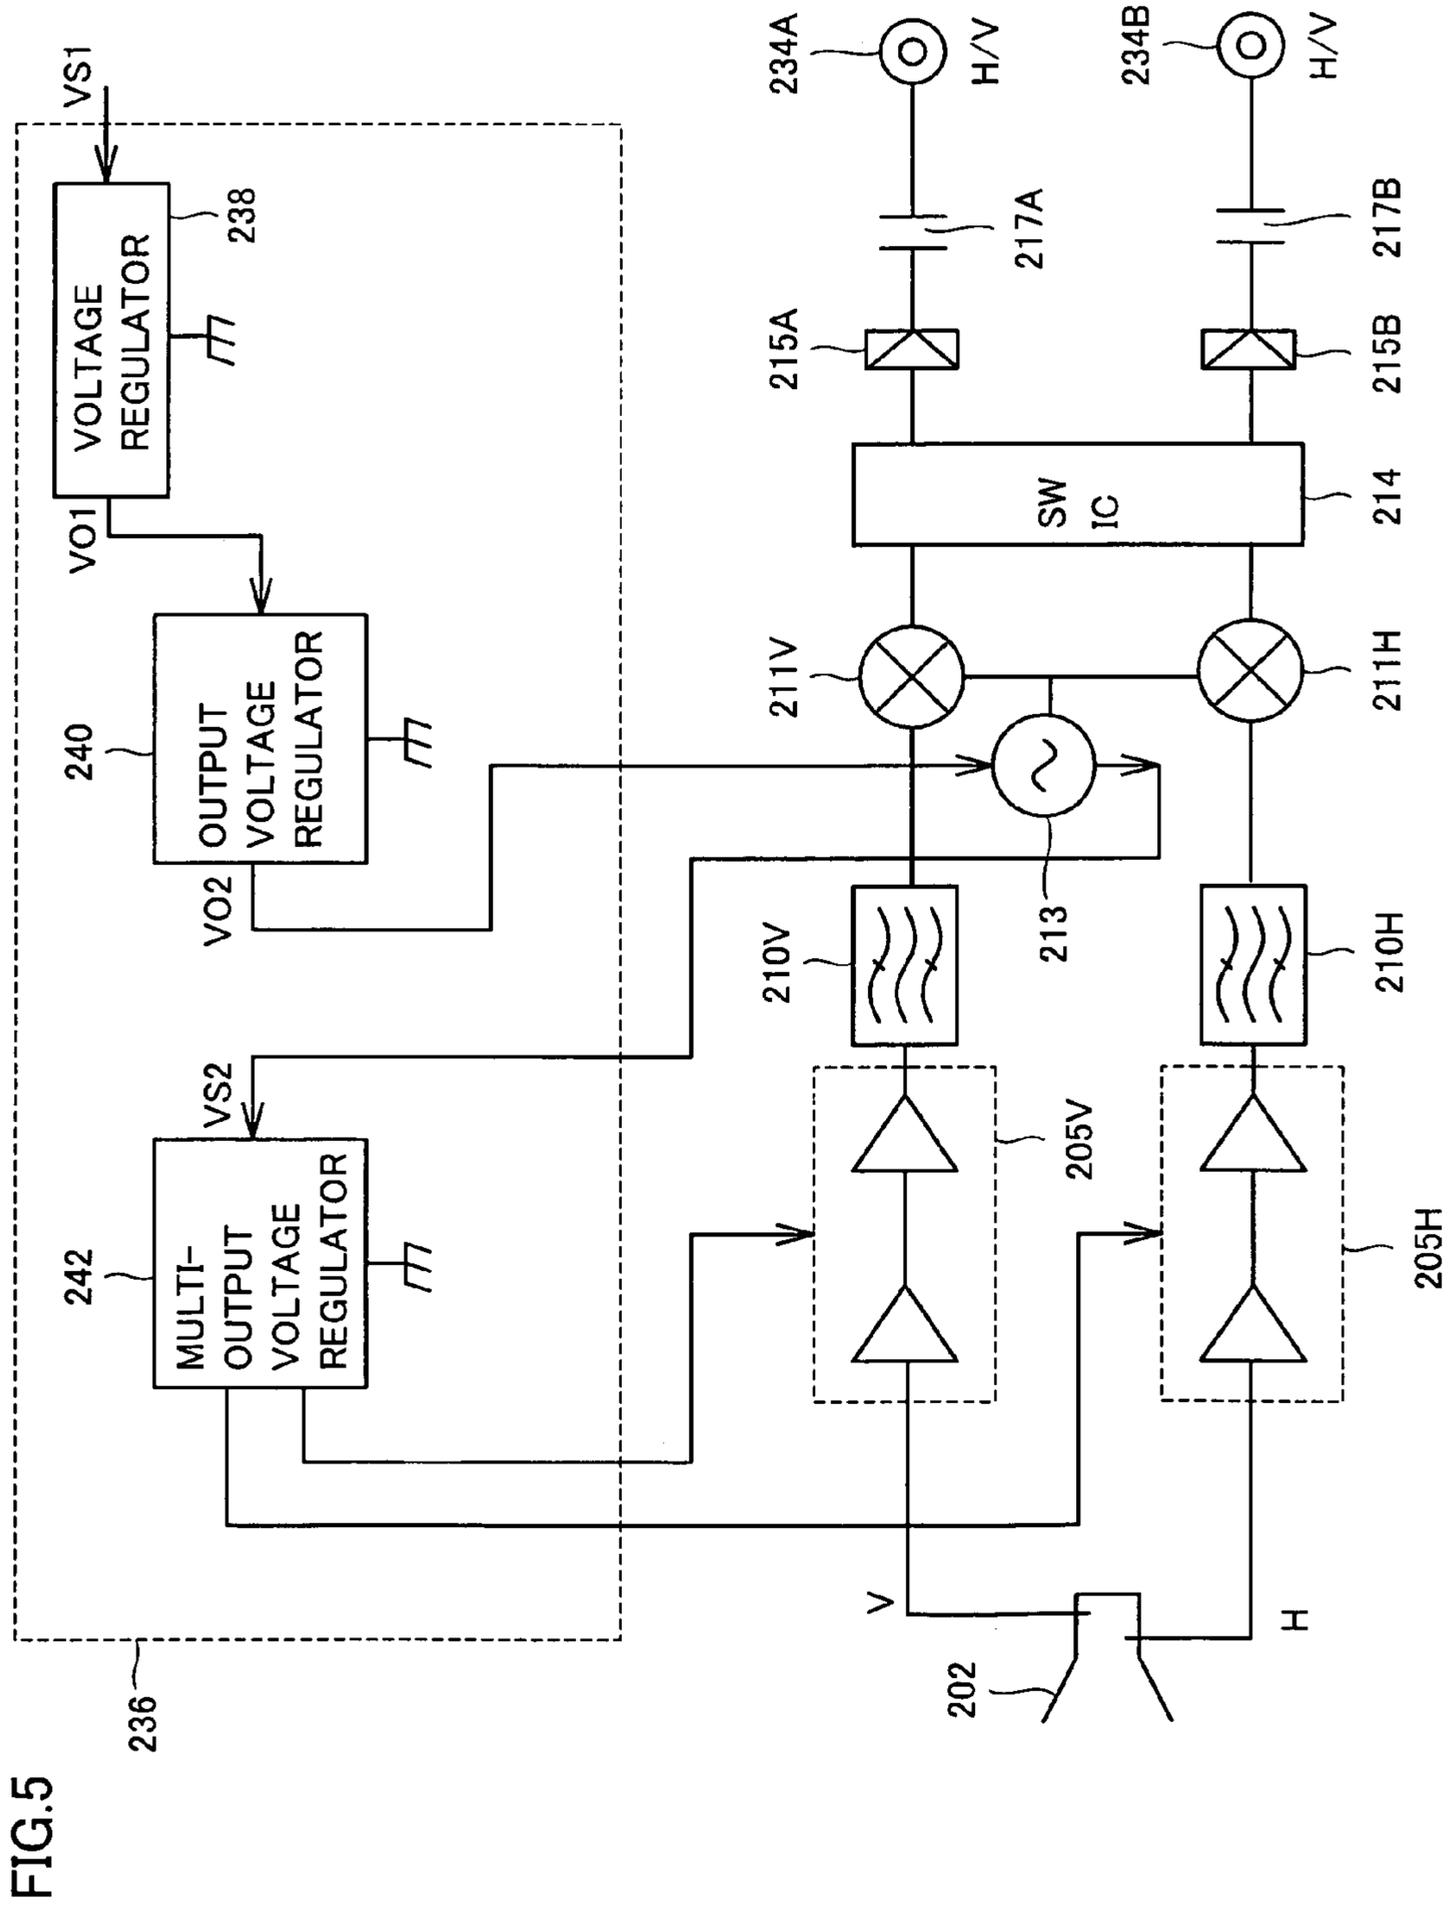 FIG.5
236
242
MULTI-
OUTPUT
VOLTAGE
REGULATOR
VS2
240
OUTPUT
VOLTAGE
REGULATOR
VO2
VOLTAGE
REGULATOR
238
VO1
VS1
202
V
H
205V
205H
210V
210H
213
211V
211H
SW
IC
214
215A
215B
217A
217B
234A
H/V
234B
H/V